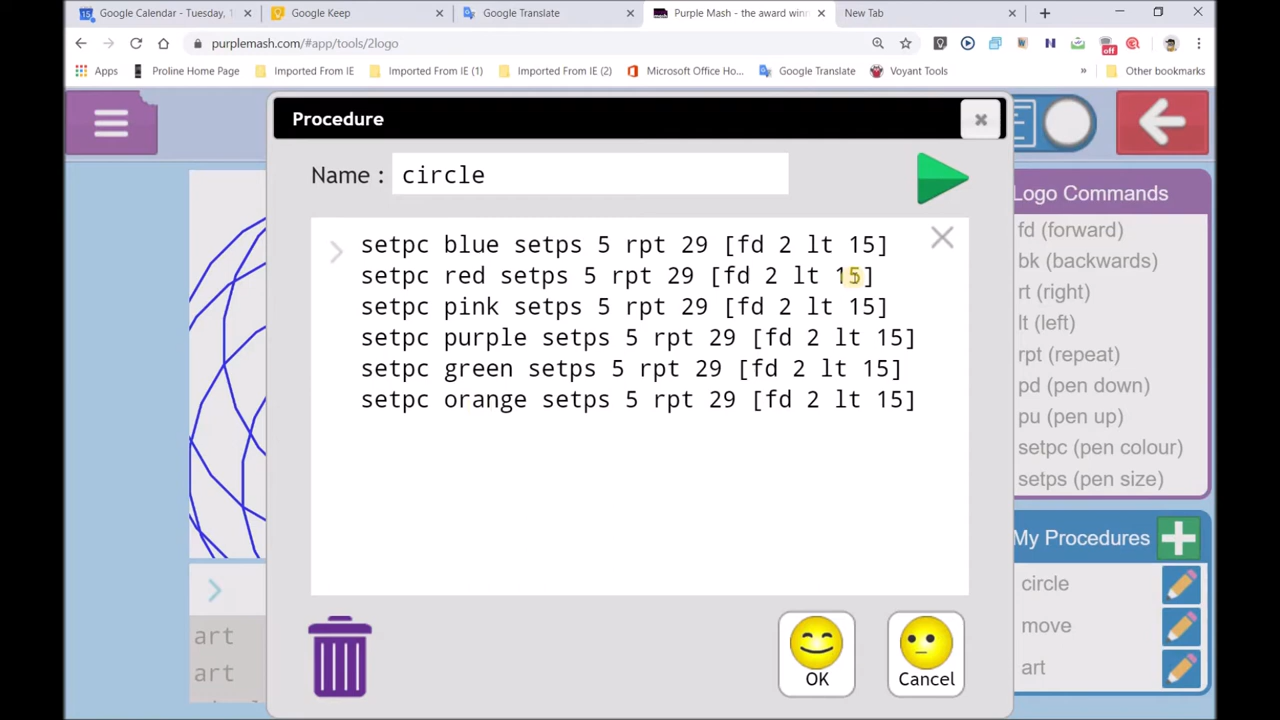 Google Calendar - Tuesday, 1
Google Keep
Google Translate
Purple Mash - the award winn
New Tab
purplemash.com/#app/tools/2logo
off
Apps
Proline Home Page
Imported From IE
Imported From IE (1)
Imported From IE (2)
Microsoft Office Ho...
Google Translate
Voyant Tools
»
Other bookmarks
Procedure
Name :
circle
setpc blue setps 5 rpt 29 [fd 2 lt 15]
setpc red setps 5 rpt 29 [fd 2 lt 15]
setpc pink setps 5 rpt 29 [fd 2 lt 15]
setpc purple setps 5 rpt 29 [fd 2 lt 15]
setpc green setps 5 rpt 29 [fd 2 lt 15]
setpc orange setps 5 rpt 29 [fd 2 lt 15]
OK
Cancel
Logo Commands
fd (forward)
bk (backwards)
rt (right)
lt (left)
rpt (repeat)
pd (pen down)
pu (pen up)
setpc (pen colour)
setps (pen size)
My Procedures
circle
move
art
art
art